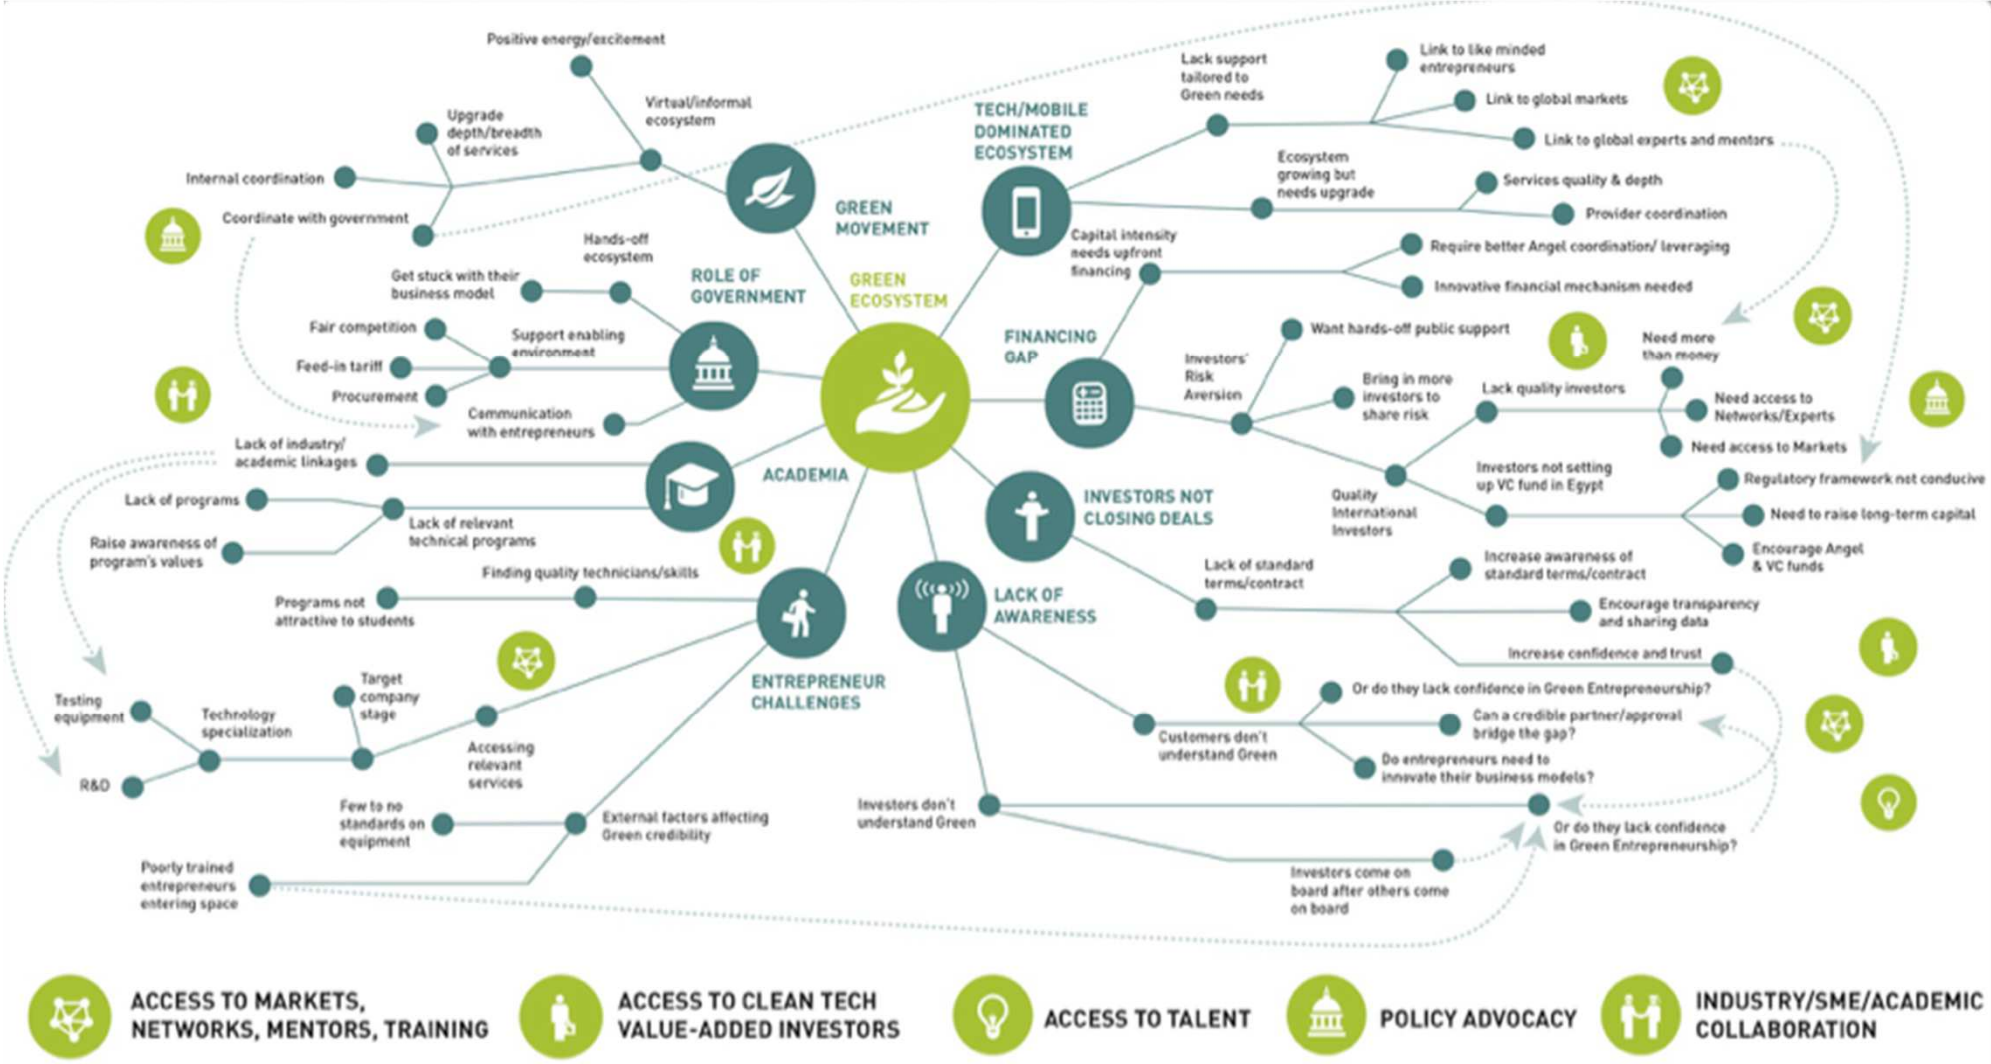 Positive energy/excitement
Virtual/informal
ecosystem
Upgrade
depth/breadth
of services
Internal coordination
Coordinate with government
GREEN
MOVEMENT
Hands-off
ecosystem
Get stuck with their
business model
ROLE OF
GOVERNMENT
Fair competition
Support enabling
environment
Feed-in tariff
Procurement
Communication
with entrepreneurs
GREEN
ECOSYSTEM
Lack of industry/
academic linkages
ACADEMIA
Lack of programs
Lack of relevant
technical programs
Raise awareness of
program's values
Finding quality technicians/skills
Programs not
attractive to students
ENTREPRENEUR
CHALLENGES
Target
company
stage
Testing
equipment
Technology
specialization
Accessing
relevant
services
R&D
Few to no
standards on
equipment
External factors affecting
Green credibility
Poorly trained
entrepreneurs
entering space
TECH/MOBILE
DOMINATED
ECOSYSTEM
Lack support
tailored to
Green needs
Link to like minded
entrepreneurs
Link to global markets
Link to global experts and mentors
Ecosystem
growing but
needs upgrade
Services quality & depth
Provider coordination
Capital intensity
needs upfront
financing
Require better Angel coordination/ leveraging
Innovative financial mechanism needed
FINANCING
GAP
Investors'
Risk
Aversion
Want hands-off public support
Bring in more
investors to
share risk
Lack quality investors
Need more
than money
Need access to
Networks/Experts
Need access to Markets
Quality
International
Investors
Investors not setting
up VC fund in Egypt
Regulatory framework not conducive
Need to raise long-term capital
Encourage Angel
& VC funds
INVESTORS NOT
CLOSING DEALS
Lack of standard
terms/contract
Increase awareness of
standard terms/contract
Encourage transparency
and sharing data
Increase confidence and trust
LACK OF
AWARENESS
Customers don't
understand Green
Or do they lack confidence in Green Entrepreneurship?
Can a credible partner/approval
bridge the gap?
Do entrepreneurs need to
innovate their business models?
Investors don't
understand Green
Or do they lack confidence
in Green Entrepreneurship?
Investors come on
board after others come
on board
ACCESS TO MARKETS,
NETWORKS, MENTORS, TRAINING
ACCESS TO CLEAN TECH
VALUE-ADDED INVESTORS
ACCESS TO TALENT
POLICY ADVOCACY
INDUSTRY/SME/ACADEMIC
COLLABORATION